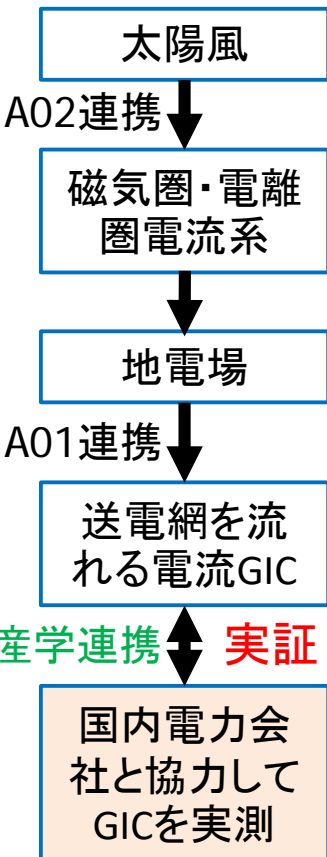 太陽風
A02連携
磁気圏・電離
圏電流系
地電場
A01連携
送電網を流
れる電流GIC
産学連携 実証
国内電力会
社と協力して
GICを実測